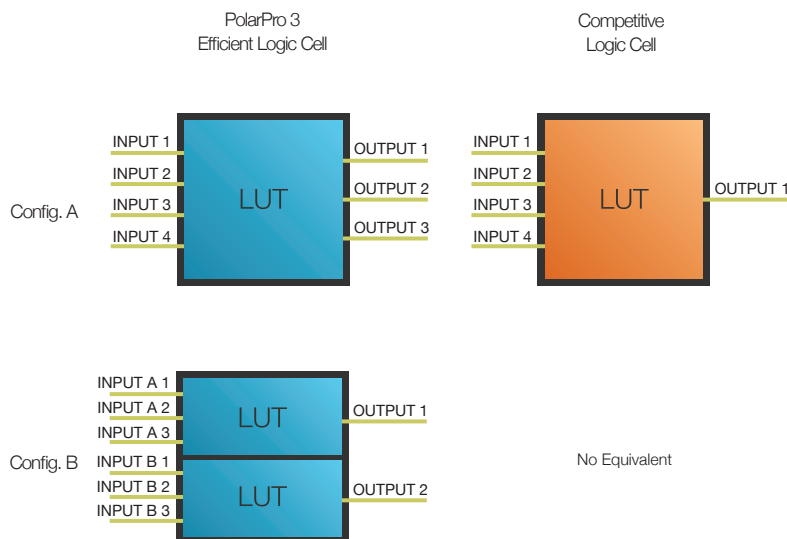 PolarPro 3
Efficient Logic Cell
Competitive
Logic Cell
Config. A
INPUT 1
INPUT 2
INPUT 3
INPUT 4
LUT
OUTPUT 1
OUTPUT 2
OUTPUT 3
INPUT 1
INPUT 2
INPUT 3
INPUT 4
LUT
OUTPUT 1
Config. B
INPUT A 1
INPUT A 2
INPUT A 3
LUT
OUTPUT 1
INPUT B 1
INPUT B 2
INPUT B 3
LUT
OUTPUT 2
No Equivalent